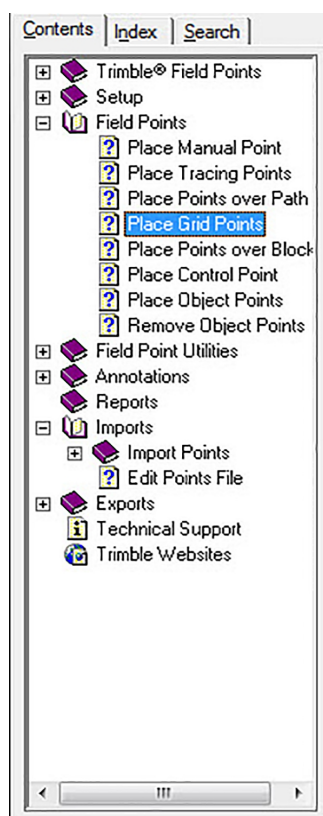 Contents Index Search
Trimble® Field Points
Setup
Field Points
Place Manual Point
Place Tracing Points
Place Points over Path
Place Grid Points
Place Points over Block
Place Control Point
Place Object Points
Remove Object Points
Field Point Utilities
Annotations
Reports
Imports
Import Points
Edit Points File
Exports
Technical Support
Trimble Websites